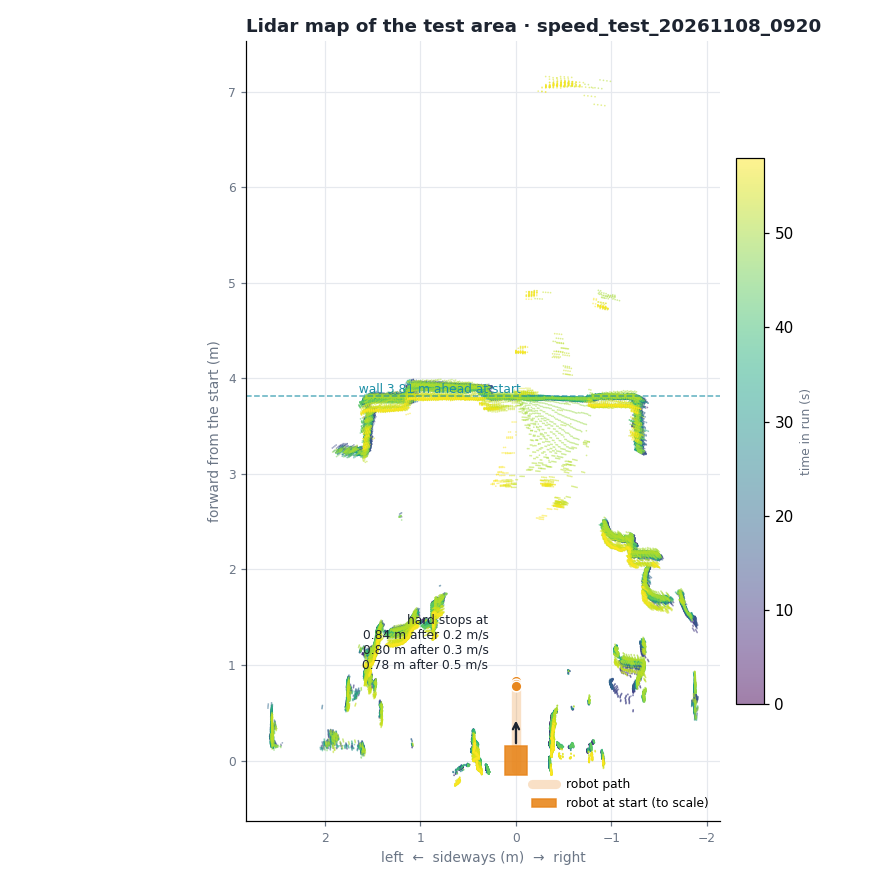 Lidar map of the test area · speed_test_20261108_0920
forward from the start (m)
7
6
5
4
3
2
1
0
wall 3.81 m ahead at start
hard stops at
0.84 m after 0.2 m/s
0.80 m after 0.3 m/s
0.78 m after 0.5 m/s
robot path
robot at start (to scale)
2
1
0
−1
−2
left ← sideways (m) → right
50
40
30
20
10
0
time in run (s)